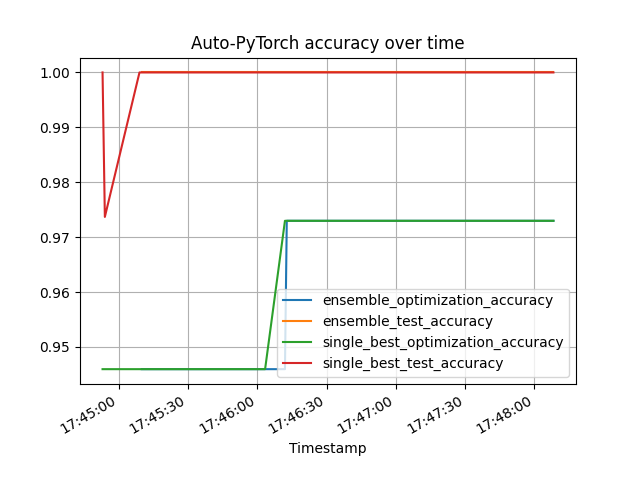 Auto-PyTorch accuracy over time
1.00
0.99
0.98
0.97
0.96
0.95
ensemble_optimization_accuracy
ensemble_test_accuracy
single_best_optimization_accuracy
single_best_test_accuracy
17:45:00
17:45:30
17:46:00
17:46:30
17:47:00
17:47:30
17:48:00
Timestamp